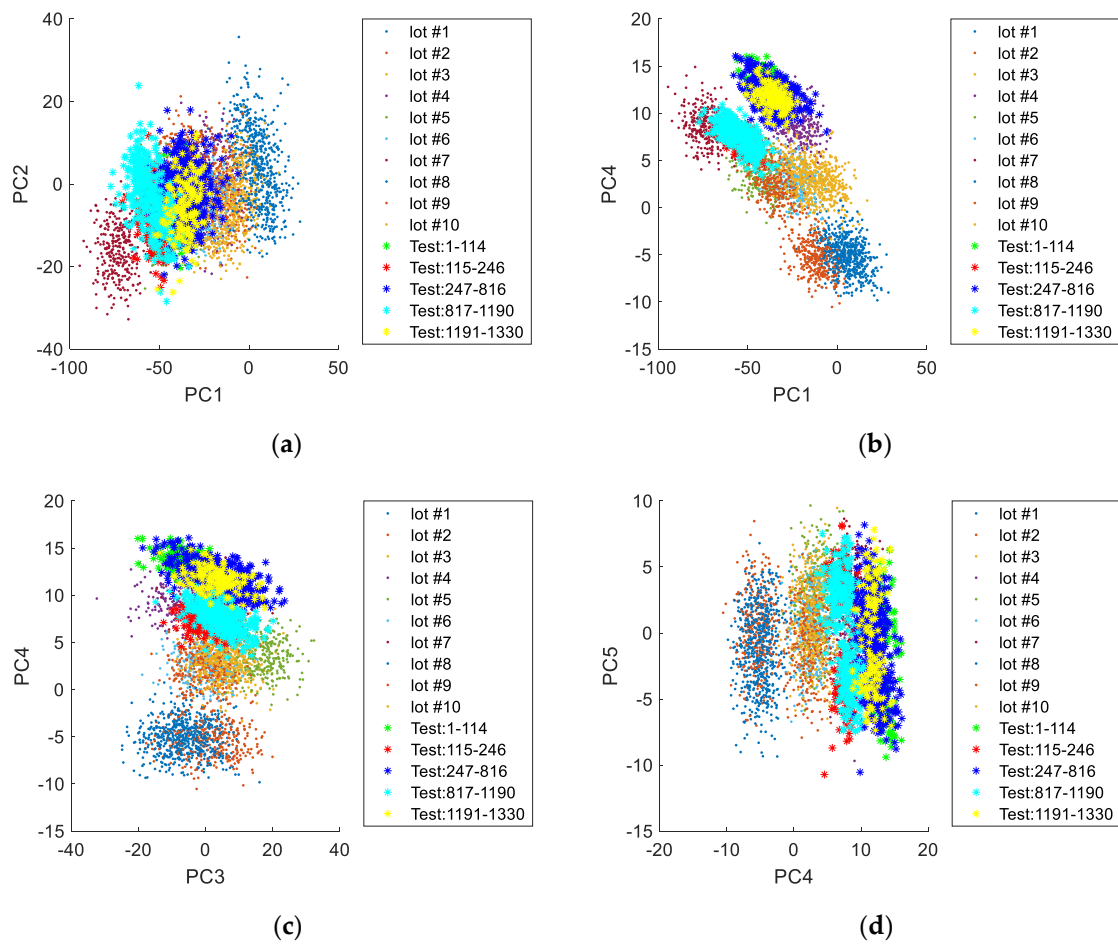 40
20
0
-20
-40
-100
-50
0
50
PC2
PC1
lot #1
lot #2
lot #3
lot #4
lot #5
lot #6
lot #7
lot #8
lot #9
lot #10
Test:1-114
Test:115-246
Test:247-816
Test:817-1190
Test:1191-1330
(a)
20
15
10
5
0
-5
-10
-15
-100
-50
0
50
PC4
PC1
lot #1
lot #2
lot #3
lot #4
lot #5
lot #6
lot #7
lot #8
lot #9
lot #10
Test:1-114
Test:115-246
Test:247-816
Test:817-1190
Test:1191-1330
(b)
20
15
10
5
0
-5
-10
-15
-40
-20
0
20
40
PC4
PC3
lot #1
lot #2
lot #3
lot #4
lot #5
lot #6
lot #7
lot #8
lot #9
lot #10
Test:1-114
Test:115-246
Test:247-816
Test:817-1190
Test:1191-1330
(c)
10
5
0
-5
-10
-15
-20
-10
0
10
20
PC5
PC4
lot #1
lot #2
lot #3
lot #4
lot #5
lot #6
lot #7
lot #8
lot #9
lot #10
Test:1-114
Test:115-246
Test:247-816
Test:817-1190
Test:1191-1330
(d)